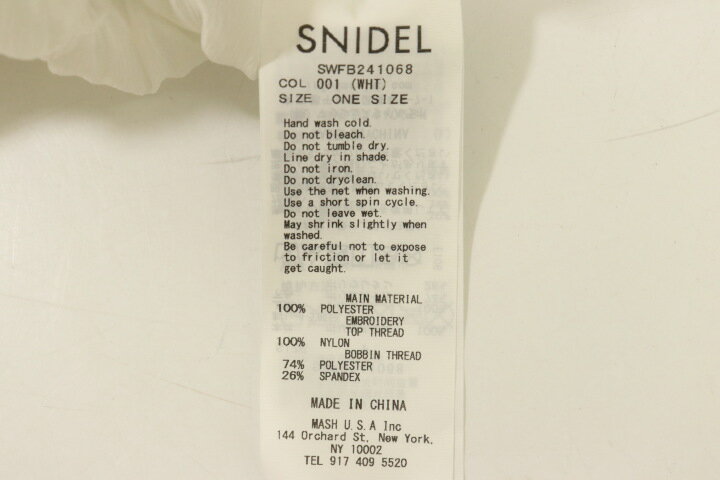 SNIDEL
SWFB241068
COL 001 (WHT)
SIZE ONE SIZE
Hand wash cold.
Do not bleach.
Do not tumble dry.
Line dry in shade.
Do not iron.
Do not dryclean.
Use the net when washing.
Use a short spin cycle.
Do not leave wet.
May shrink slightly when
washed.
Be careful not to expose
to friction or let it
get caught.
MAIN MATERIAL
100% POLYESTER
EMBROIDERY
TOP THREAD
100% NYLON
BOBBIN THREAD
74% POLYESTER
26% SPANDEX
MADE IN CHINA
MASH U.S.A Inc
144 Orchard St, New York,
NY 10002
TEL 917 409 5520